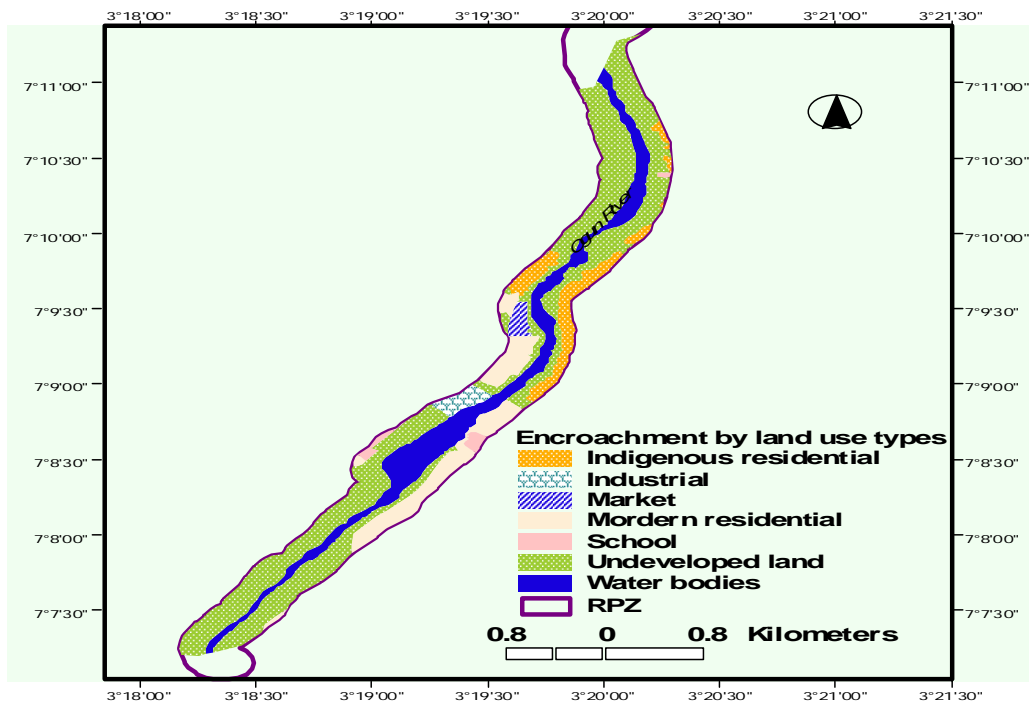 3°18'00" 3°18'30" 3°19'00" 3°19'30" 3°20'00" 3°20'30" 3°21'00" 3°21'30"
7°11'00" 7°11'00"
7°10'30" 7°10'30"
Ogun River
7°10'00" 7°10'00"
7°9'30" 7°9'30"
7°9'00" 7°9'00"
Encroachment by land use types
Indigenous residential
7°8'30" 7°8'30"
Industrial
Market
Mordern residential
School
7°8'00" 7°8'00"
Undeveloped land
Water bodies
RPZ
7°7'30" 7°7'30"
0.8 0 0.8 Kilometers
3°18'00" 3°18'30" 3°19'00" 3°19'30" 3°20'00" 3°20'30" 3°21'00" 3°21'30"